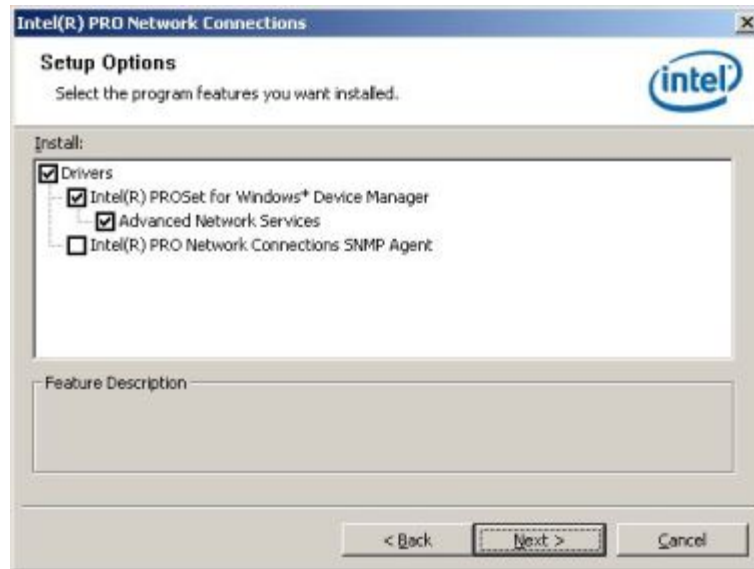 Intel(R) PRO Network Connections
Setup Options
Select the program features you want installed.
intel
Install:
Drivers
Intel(R) PROSet for Windows* Device Manager
Advanced Network Services
Intel(R) PRO Network Connections SNMP Agent
Feature Description
< Back
Next >
Cancel